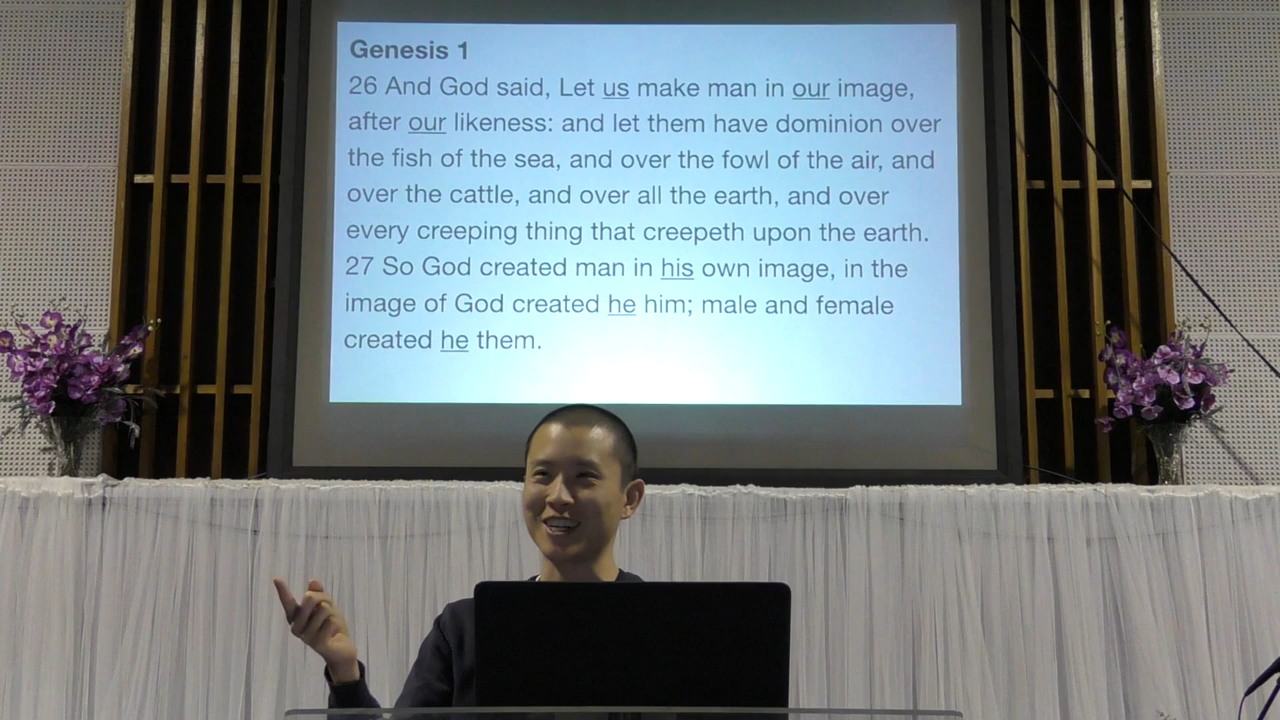 Genesis 1
26 And God said, Let us make man in our image,
after our likeness: and let them have dominion over
the fish of the sea, and over the fowl of the air, and
over the cattle, and over all the earth, and over
every creeping thing that creepeth upon the earth.
27 So God created man in his own image, in the
image of God created he him; male and female
created he them.